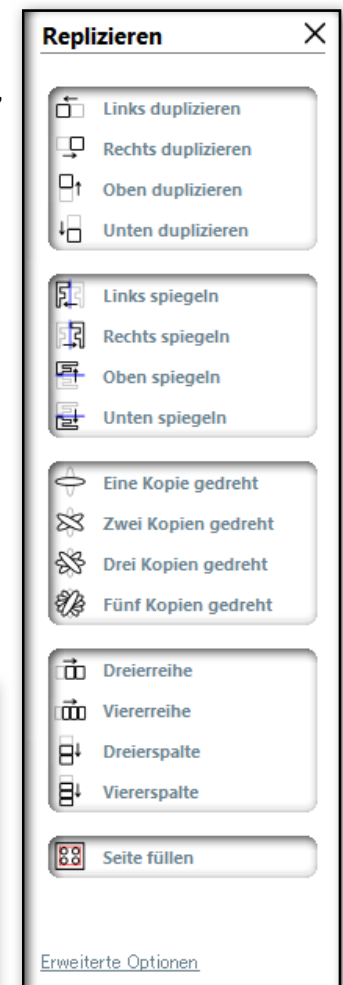 Replizieren
Links duplizieren
Rechts duplizieren
Oben duplizieren
Unten duplizieren
Links spiegeln
Rechts spiegeln
Oben spiegeln
Unten spiegeln
Eine Kopie gedreht
Zwei Kopien gedreht
Drei Kopien gedreht
Fünf Kopien gedreht
Dreierreihe
Viererreihe
Dreierspalte
Viererspalte
Seite füllen
Erweiterte Optionen